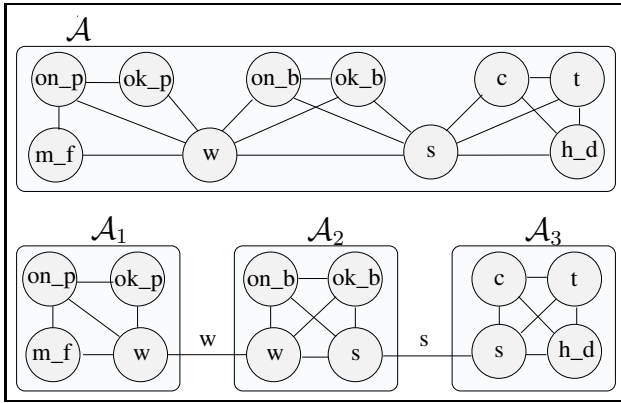 𝒜
on_p ok_p on_b ok_b c t
m_f w s h_d
𝒜₁ 𝒜₂ 𝒜₃
on_p ok_p on_b ok_b c t
w s
m_f w w s s h_d